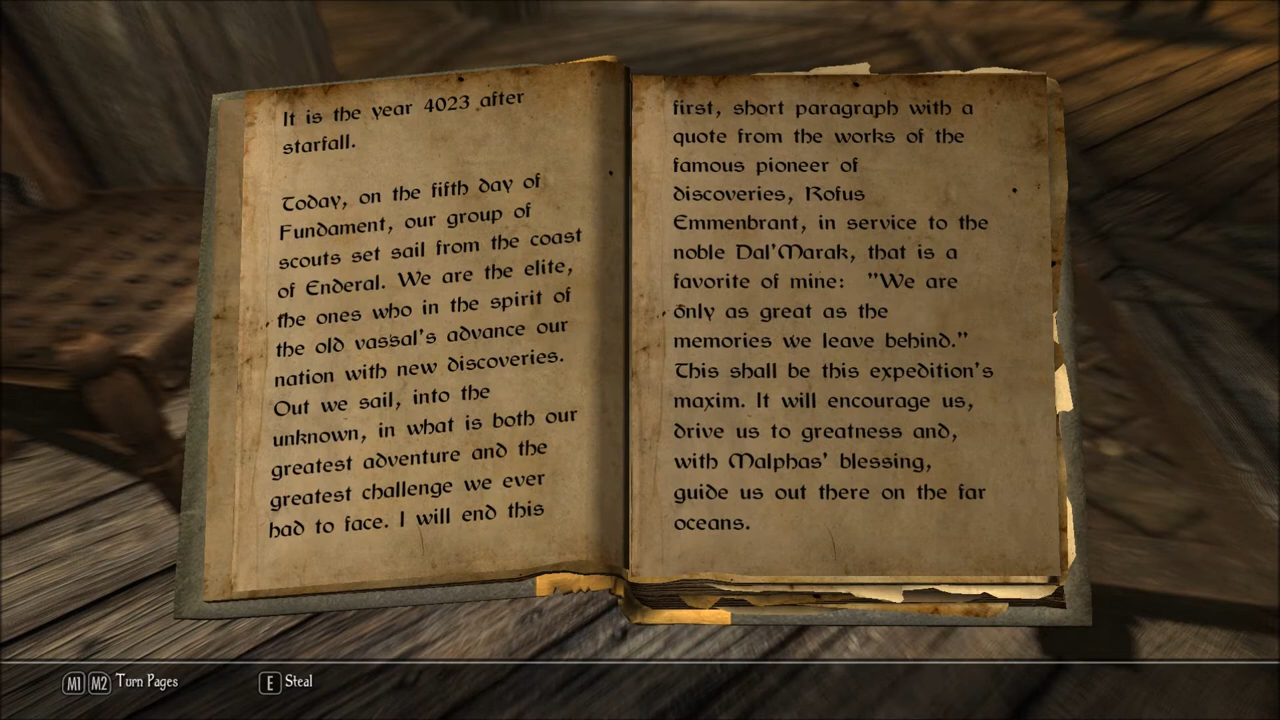 It is the year 4023 after
starfall.
Today, on the fifth day of
Fundament, our group of
scouts set sail from the coast
of Enderal. We are the elite,
the ones who in the spirit of
the old vassal's advance our
nation with new discoveries.
Out we sail, into the
unknown, in what is both our
greatest adventure and the
greatest challenge we ever
had to face. I will end this
first, short paragraph with a
quote from the works of the
famous pioneer of
discoveries, Rofus
Emmenbrant, in service to the
noble Dal'Marak, that is a
favorite of mine: "We are
only as great as the
memories we leave behind."
This shall be this expedition's
maxim. It will encourage us,
drive us to greatness and,
with Malphas' blessing,
guide us out there on the far
oceans.
M1 M2 Turn Pages
E Steal